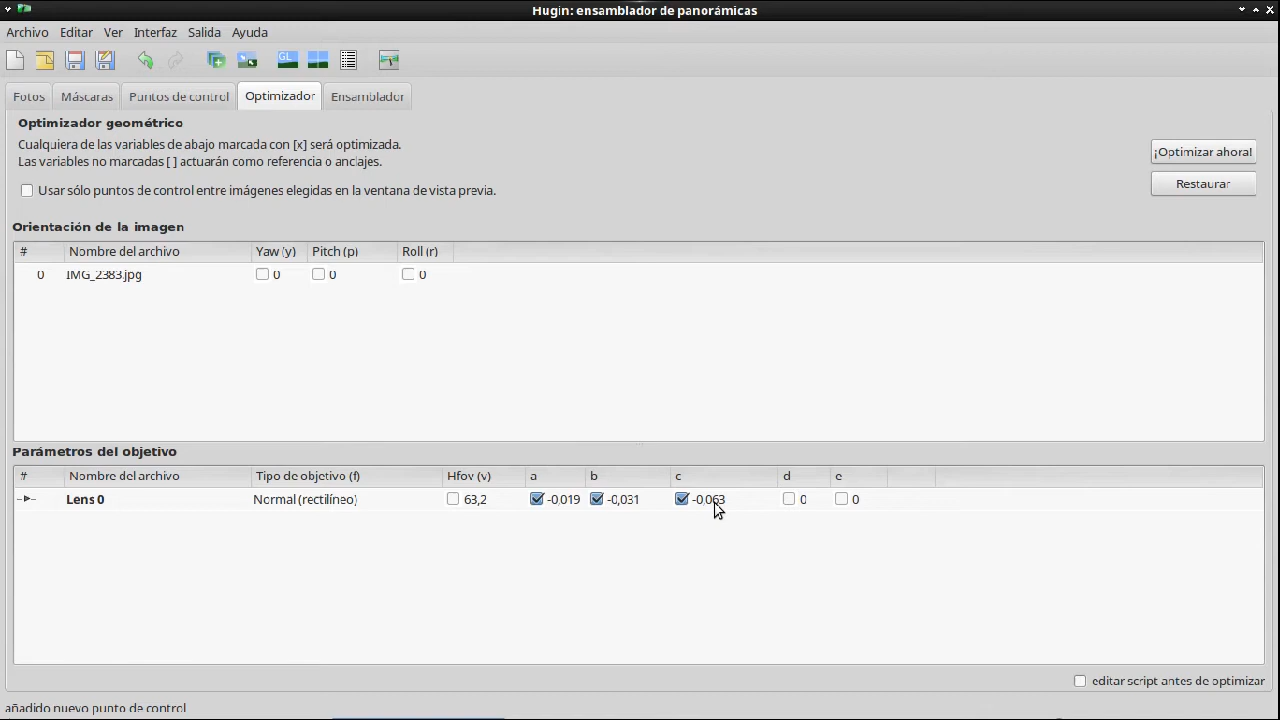 Hugin: ensamblador de panorámicas
Archivo Editar Ver Interfaz Salida Ayuda
GL
Fotos Máscaras Puntos de control Optimizador Ensamblador
Optimizador geométrico
Cualquiera de las variables de abajo marcada con [x] será optimizada.
Las variables no marcadas [ ] actuarán como referencia o anclajes.
¡Optimizar ahora!
Restaurar
Usar sólo puntos de control entre imágenes elegidas en la ventana de vista previa.
Orientación de la imagen
# Nombre del archivo Yaw (y) Pitch (p) Roll (r)
0 IMG_2383.jpg 0 0 0
Parámetros del objetivo
# Nombre del archivo Tipo de objetivo (f) Hfov (v) a b c d e
Lens 0 Normal (rectilíneo) 63,2 -0,019 -0,031 -0,063 0 0
editar script antes de optimizar
añadido nuevo punto de control